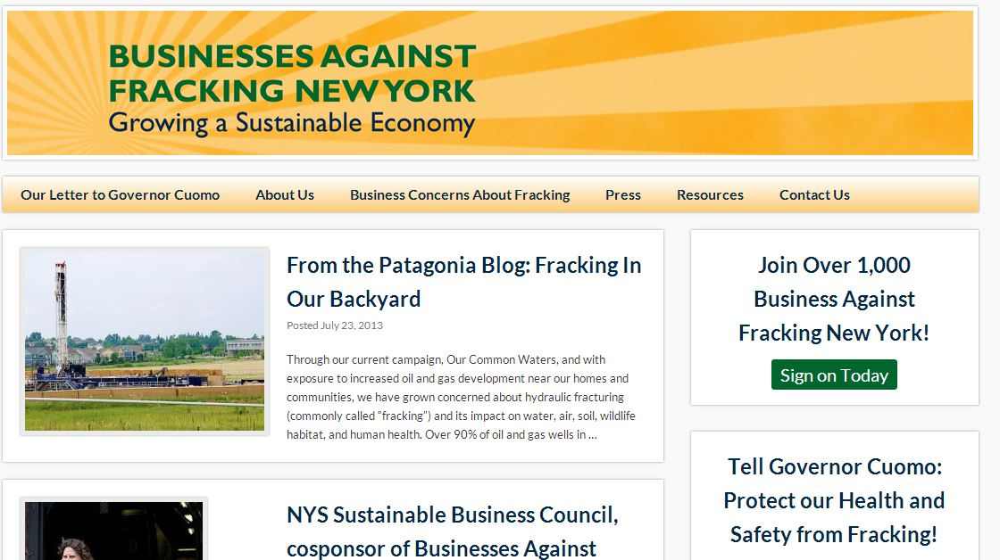 BUSINESSES AGAINST
FRACKING NEW YORK
Growing a Sustainable Economy
Our Letter to Governor Cuomo About Us Business Concerns About Fracking Press Resources Contact Us
From the Patagonia Blog: Fracking In
Our Backyard
Posted July 23, 2013
Through our current campaign, Our Common Waters, and with
exposure to increased oil and gas development near our homes and
communities, we have grown concerned about hydraulic fracturing
(commonly called “fracking”) and its impact on water, air, soil, wildlife
habitat, and human health. Over 90% of oil and gas wells in ...
NYS Sustainable Business Council,
cosponsor of Businesses Against
Join Over 1,000
Business Against
Fracking New York!
Sign on Today
Tell Governor Cuomo:
Protect our Health and
Safety from Fracking!